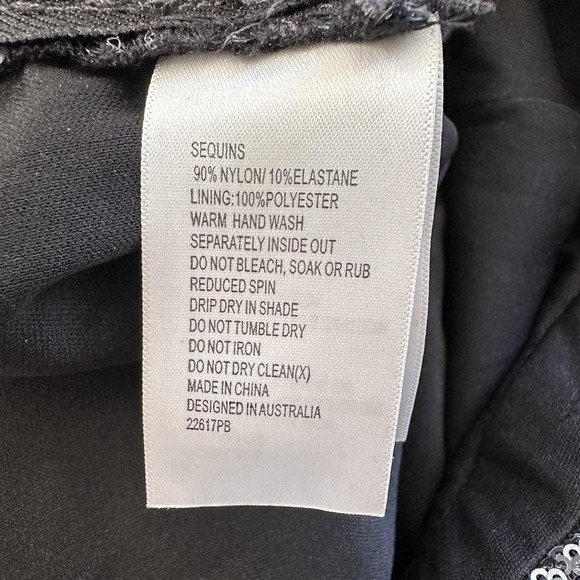 SEQUINS
90% NYLON/ 10%ELASTANE
LINING:100%POLYESTER
WARM HAND WASH
SEPARATELY INSIDE OUT
DO NOT BLEACH, SOAK OR RUB
REDUCED SPIN
DRIP DRY IN SHADE
DO NOT TUMBLE DRY
DO NOT IRON
DO NOT DRY CLEAN(X)
MADE IN CHINA
DESIGNED IN AUSTRALIA
22617PB